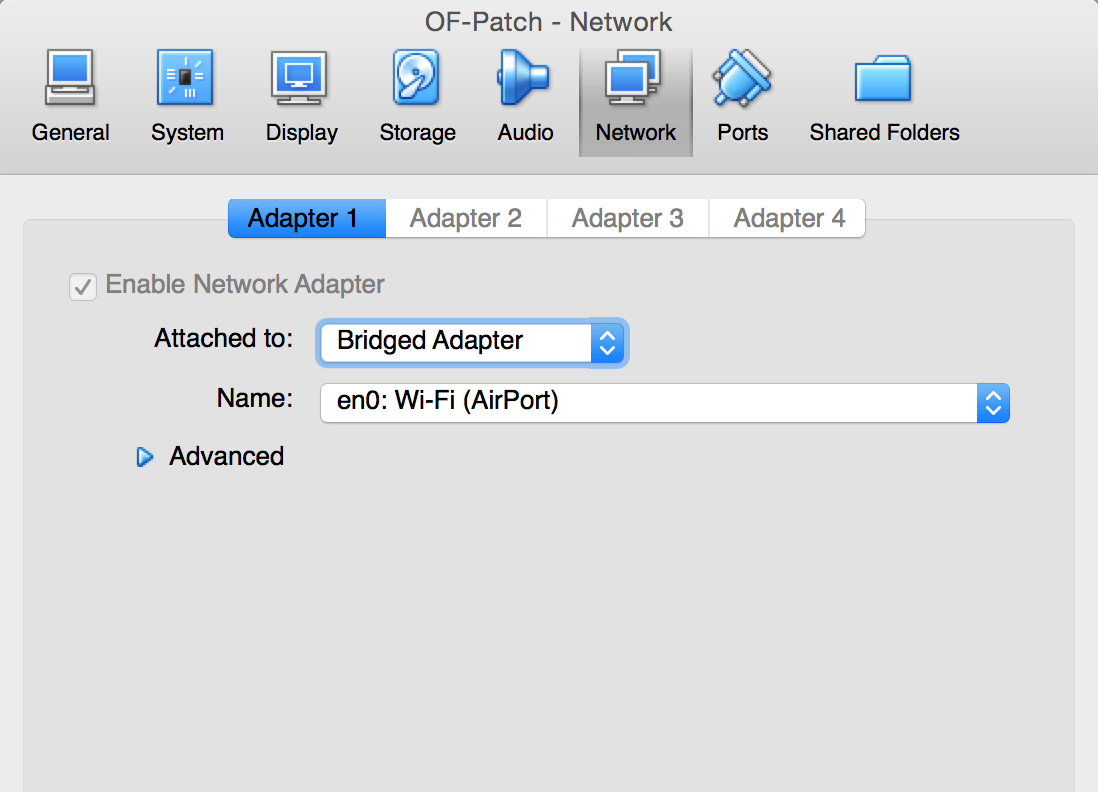 OF-Patch - Network
General System Display Storage Audio Network Ports Shared Folders
Adapter 1 Adapter 2 Adapter 3 Adapter 4
Enable Network Adapter
Attached to: Bridged Adapter
Name: en0: Wi-Fi (AirPort)
Advanced